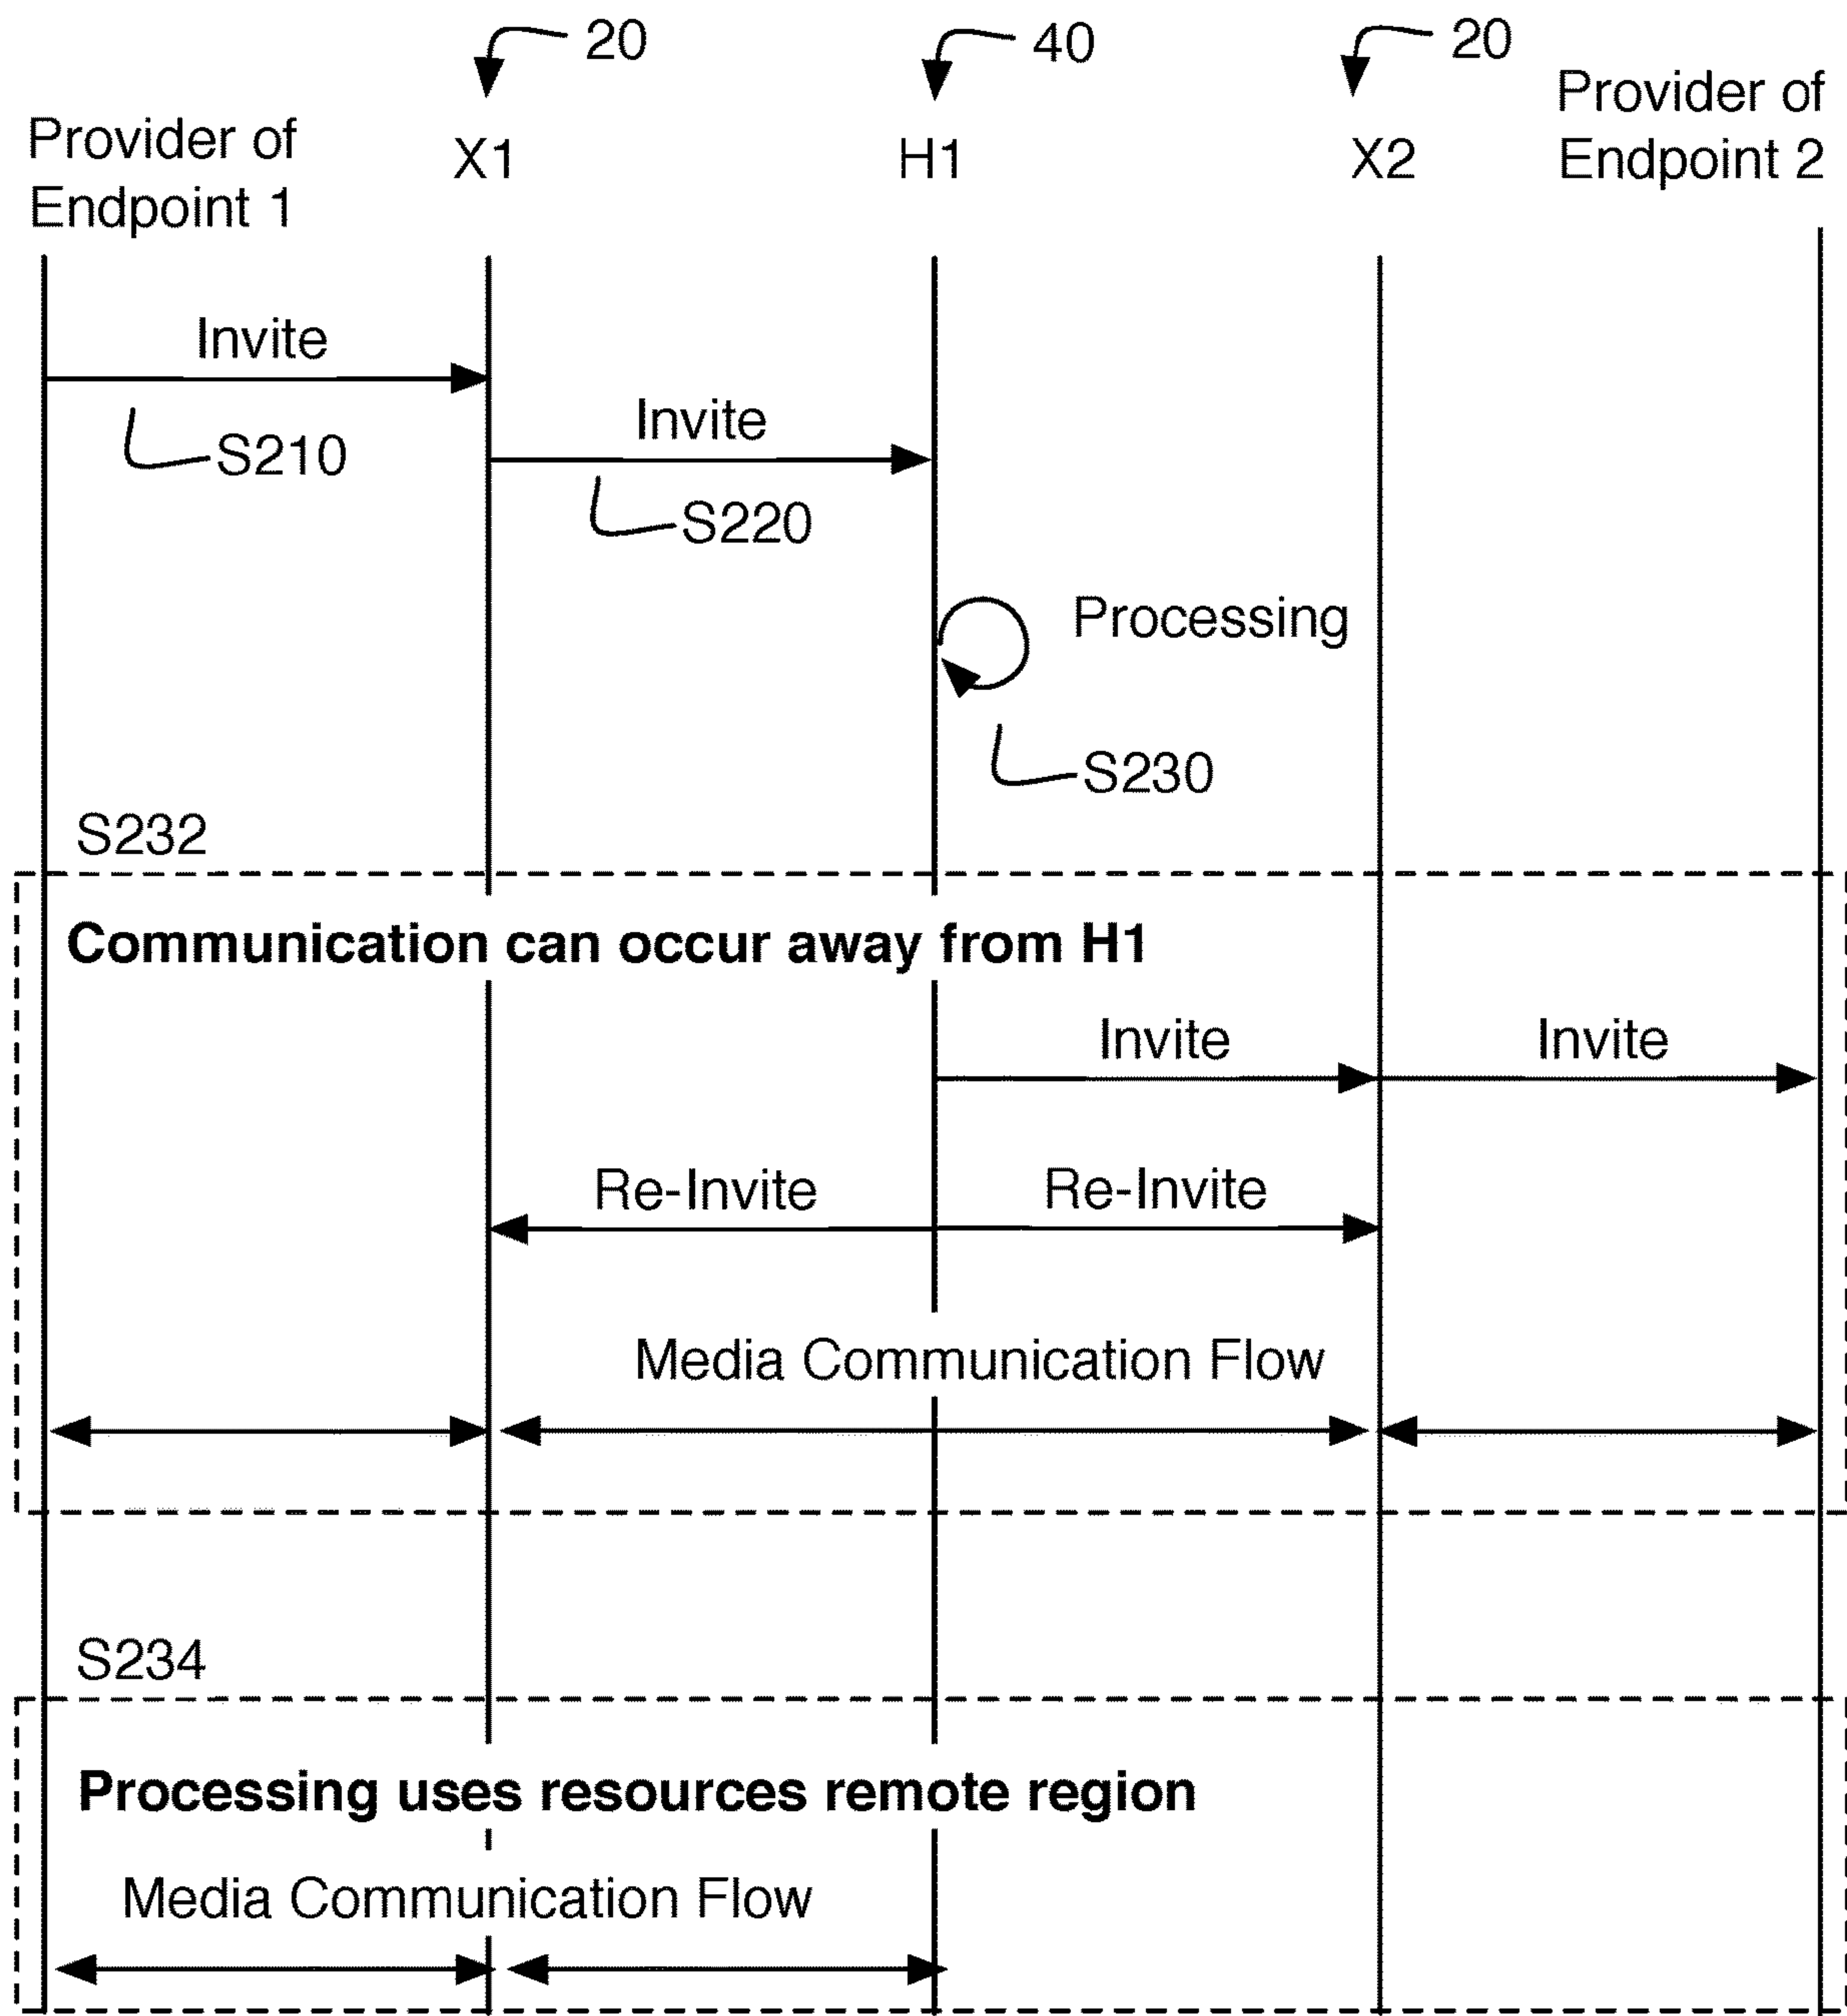 20
40
20
Provider of
Endpoint 1
X1
H1
X2
Provider of
Endpoint 2
Invite
S210
Invite
S220
Processing
S230
S232
Communication can occur away from H1
Invite
Invite
Re-Invite
Re-Invite
Media Communication Flow
S234
Processing uses resources remote region
Media Communication Flow